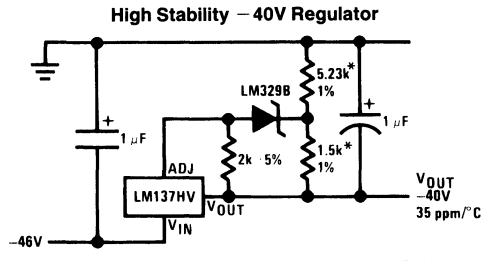 High Stability −40V Regulator
5.23k*
1%
LM329B
+
1 μF
+
1 μF
2k 5%
1.5k*
1%
ADJ
LM137HV
VOUT
VIN
−46V
VOUT
−40V
35 ppm/°C